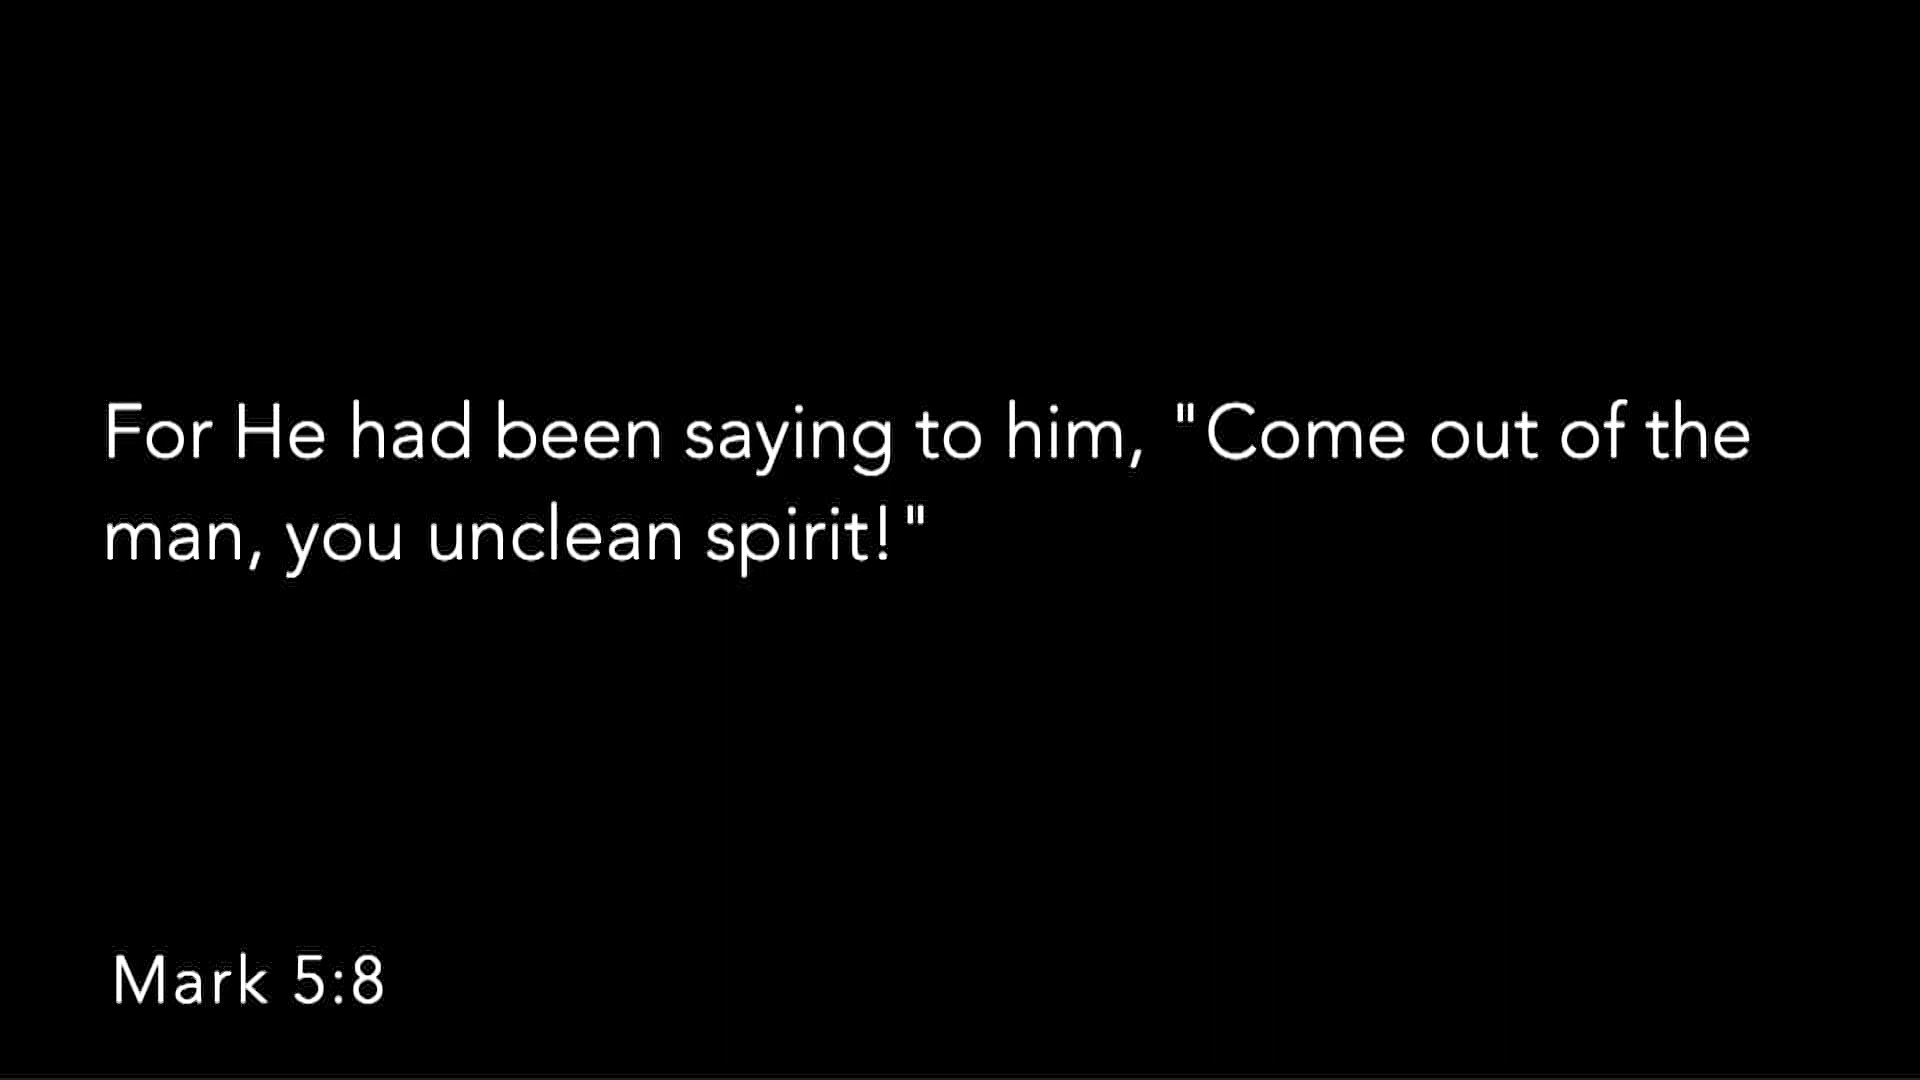 For He had been saying to him, "Come out of the
man, you unclean spirit!"
Mark 5:8